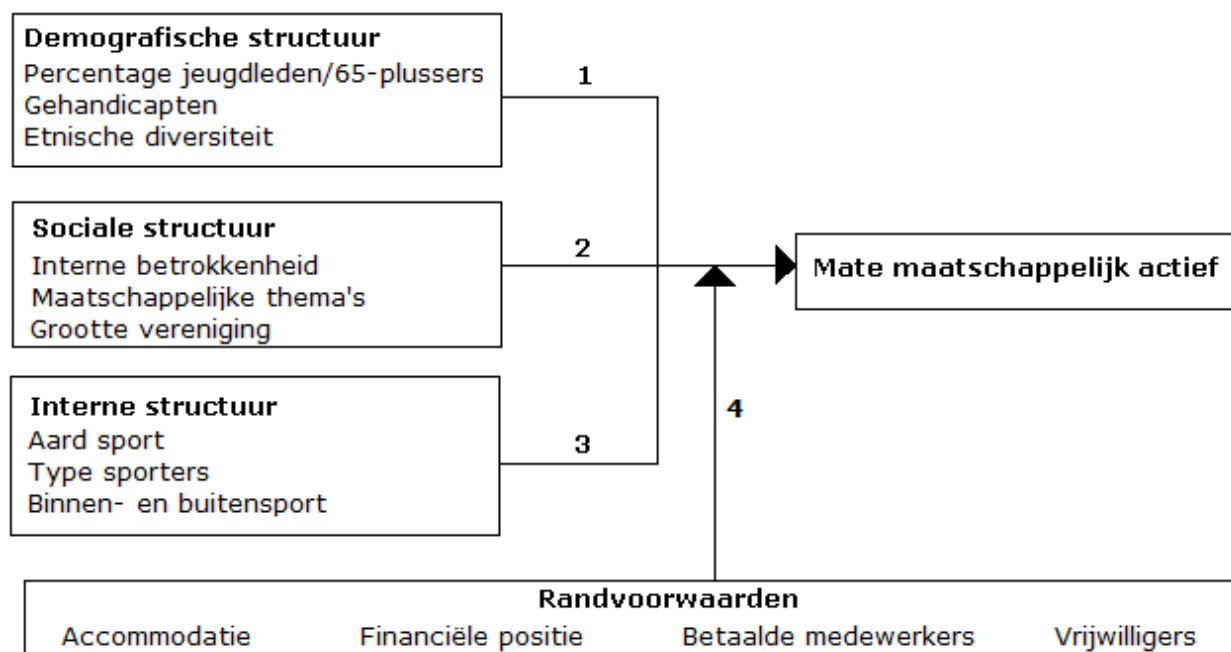 Demografische structuur
Percentage jeugdleden/65-plussers
Gehandicapten
Etnische diversiteit
1
Sociale structuur
Interne betrokkenheid
Maatschappelijke thema's
Grootte vereniging
2
Mate maatschappelijk actief
Interne structuur
Aard sport
Type sporters
Binnen- en buitensport
3
4
Randvoorwaarden
Accommodatie Financiële positie Betaalde medewerkers Vrijwilligers